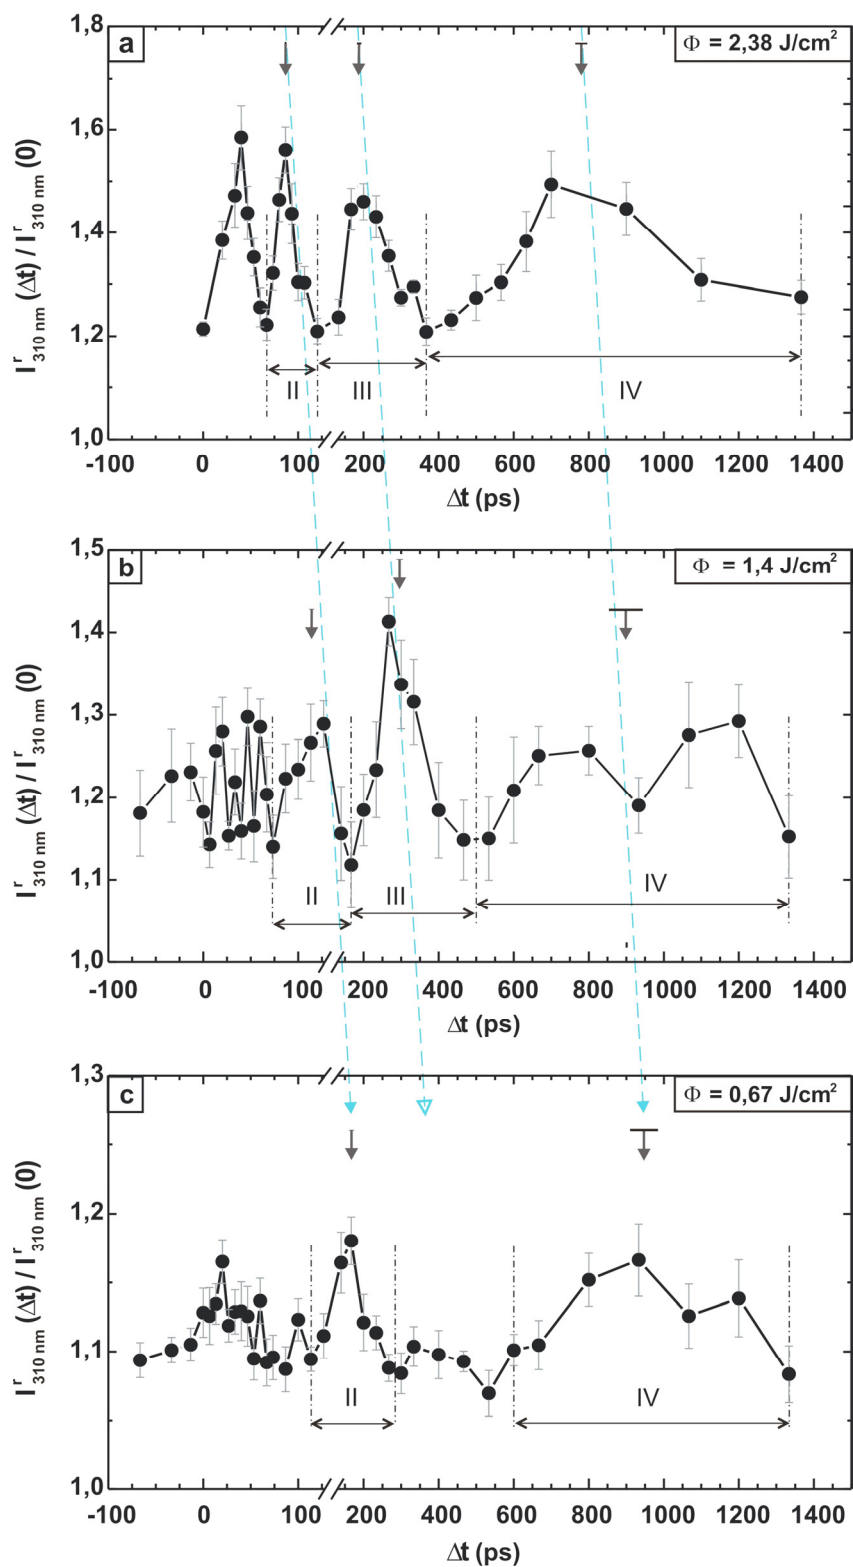 a
Φ = 2,38 J/cm²
1,8
1,6
1,4
1,2
1,0
I^r_310 nm (Δt) / I^r_310 nm (0)
II
III
IV
-100 0 100 200 400 600 800 1000 1200 1400
Δt (ps)
b
Φ = 1,4 J/cm²
1,5
1,4
1,3
1,2
1,1
1,0
I^r_310 nm (Δt) / I^r_310 nm (0)
II
III
IV
-100 0 100 200 400 600 800 1000 1200 1400
Δt (ps)
c
Φ = 0,67 J/cm²
1,3
1,2
1,1
1,0
I^r_310 nm (Δt) / I^r_310 nm (0)
II
IV
-100 0 100 200 400 600 800 1000 1200 1400
Δt (ps)